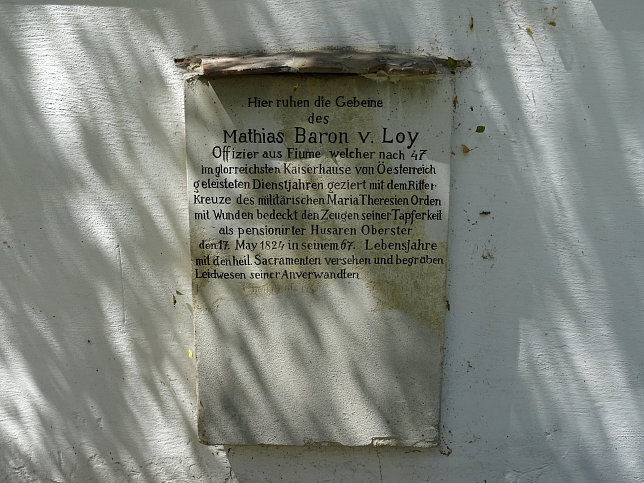 Hier ruhen die Gebeine
des
Mathias Baron v. Loy
Offizier aus Fiume welcher nach 47
im glorreichsten Kaiserhause von Öesterreich
geleisteten Dienstjahren geziert mit dem Ritter
Kreuze des militärischen Maria Theresien Orden
mit Wunden bedeckt den Zeugen seiner Tapferkeit
als pensionirter Husaren Oberster
den 17. May 1824 in seinem 67. Lebensjahre
mit den heil. Sacramenten versehen und begraben
Leidwesen seiner Anverwandten